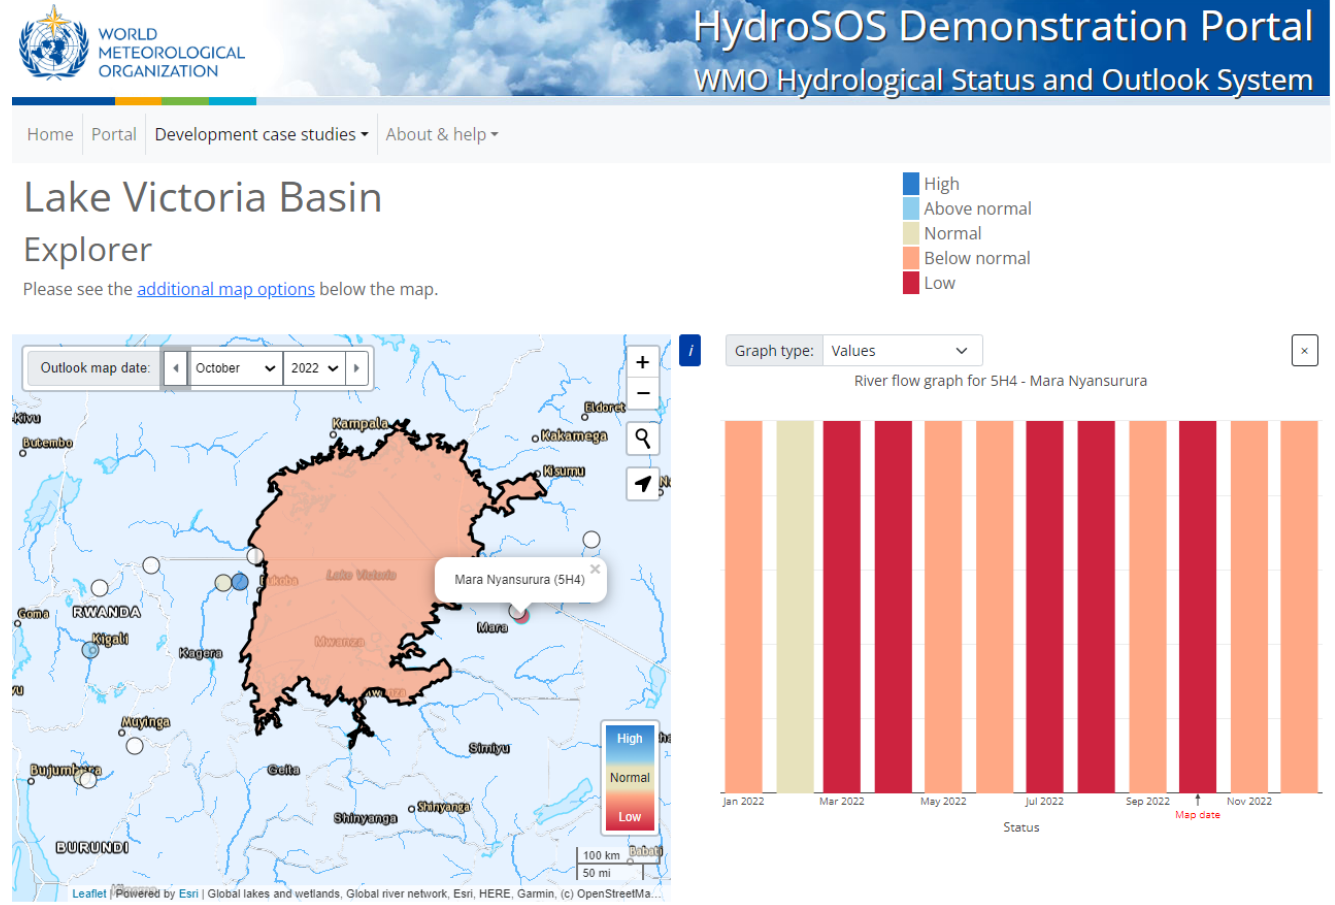 WORLD
METEOROLOGICAL
ORGANIZATION
HydroSOS Demonstration Portal
WMO Hydrological Status and Outlook System
Home Portal Development case studies About & help
Lake Victoria Basin
Explorer
Please see the additional map options below the map.
High
Above normal
Normal
Below normal
Low
Outlook map date: October 2022
+
−
Kivu
Butembo
Kampala
Eldoret
Kakamega
Kisumu
Bukoba
Lake Victoria
Mara Nyansurura (5H4) ×
Goma
RWANDA
Kigali
Kagera
Mara
Mwanza
Muyinga
Bujumbura
Geita
Simiyu
Shinyanga
Shinyanga
BURUNDI
Babati
High
Normal
Low
100 km
50 mi
Leaflet | Powered by Esri | Global lakes and wetlands, Global river network, Esri, HERE, Garmin, (c) OpenStreetMa...
i
Graph type: Values
×
River flow graph for 5H4 - Mara Nyansurura
Jan 2022 Mar 2022 May 2022 Jul 2022 Sep 2022 Nov 2022
Map date
Status